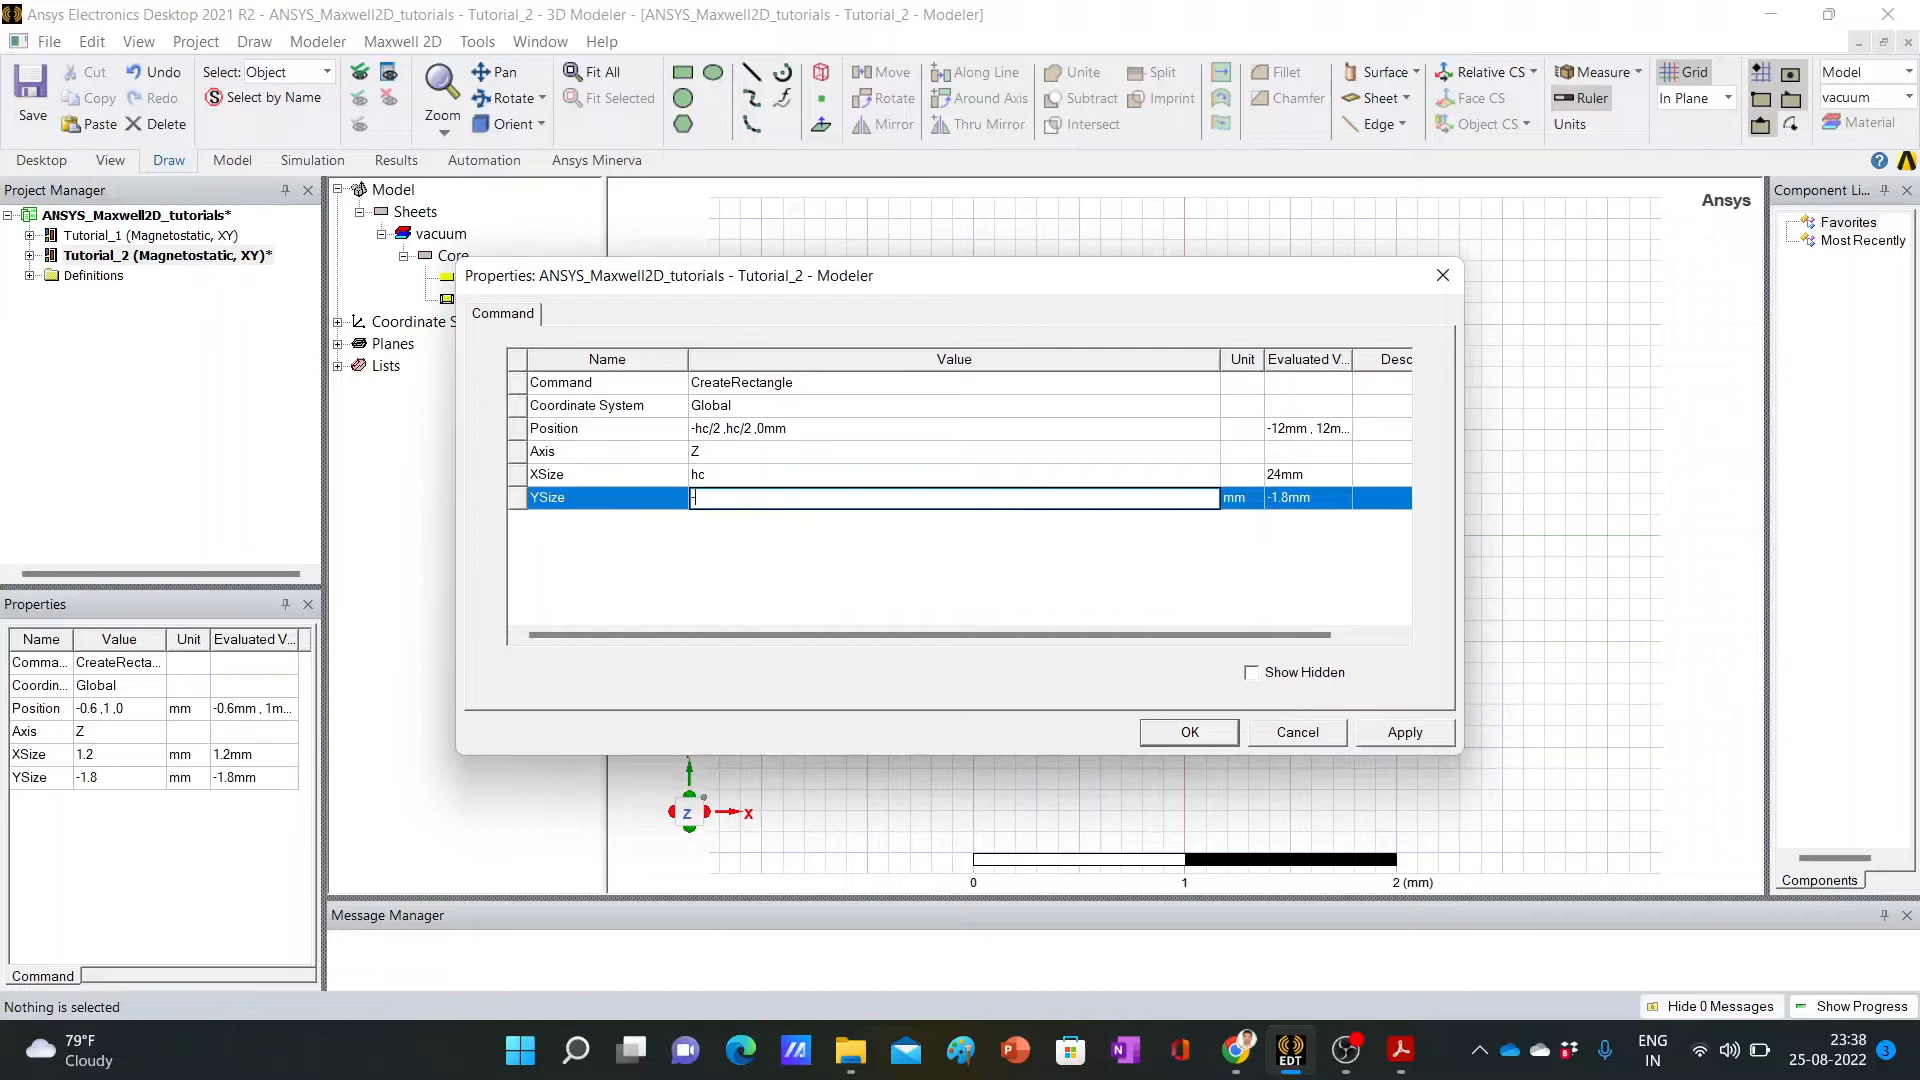 Ansys Electronics Desktop 2021 R2 - ANSYS_Maxwell2D_tutorials - Tutorial_2 - 3D Modeler - [ANSYS_Maxwell2D_tutorials - Tutorial_2 - Modeler]
File Edit View Project Draw Modeler Maxwell 2D Tools Window Help
Save
Cut Undo
Copy Redo
Paste Delete
Select: Object
Select by Name
Zoom
Pan
Rotate
Orient
Fit All
Fit Selected
Move Along Line
Rotate Around Axis
Mirror Thru Mirror
Unite Split
Subtract Imprint
Intersect
Fillet
Chamfer
Surface
Sheet
Edge
Relative CS
Face CS
Object CS
Measure
Ruler
Units
Grid
In Plane
Model
vacuum
Material
Desktop View Draw Model Simulation Results Automation Ansys Minerva
Project Manager
ANSYS_Maxwell2D_tutorials*
Tutorial_1 (Magnetostatic, XY)
Tutorial_2 (Magnetostatic, XY)*
Definitions
Model
Sheets
vacuum
Core
Coordinate S
Planes
Lists
Ansys
Component Li...
Favorites
Most Recently
Components
Properties: ANSYS_Maxwell2D_tutorials - Tutorial_2 - Modeler
Command
Name Value Unit Evaluated V... Desc
Command CreateRectangle
Coordinate System Global
Position -hc/2 ,hc/2 ,0mm -12mm , 12m...
Axis Z
XSize hc 24mm
YSize - mm -1.8mm
Show Hidden
OK Cancel Apply
Properties
Name Value Unit Evaluated V...
Comma... CreateRecta...
Coordin... Global
Position -0.6 ,1 ,0 mm -0.6mm , 1m...
Axis Z
XSize 1.2 mm 1.2mm
YSize -1.8 mm -1.8mm
Command
Z X
0 1 2 (mm)
Message Manager
Nothing is selected
Hide 0 Messages Show Progress
79°F
Cloudy
EDT
ENG
IN
23:38
25-08-2022
3